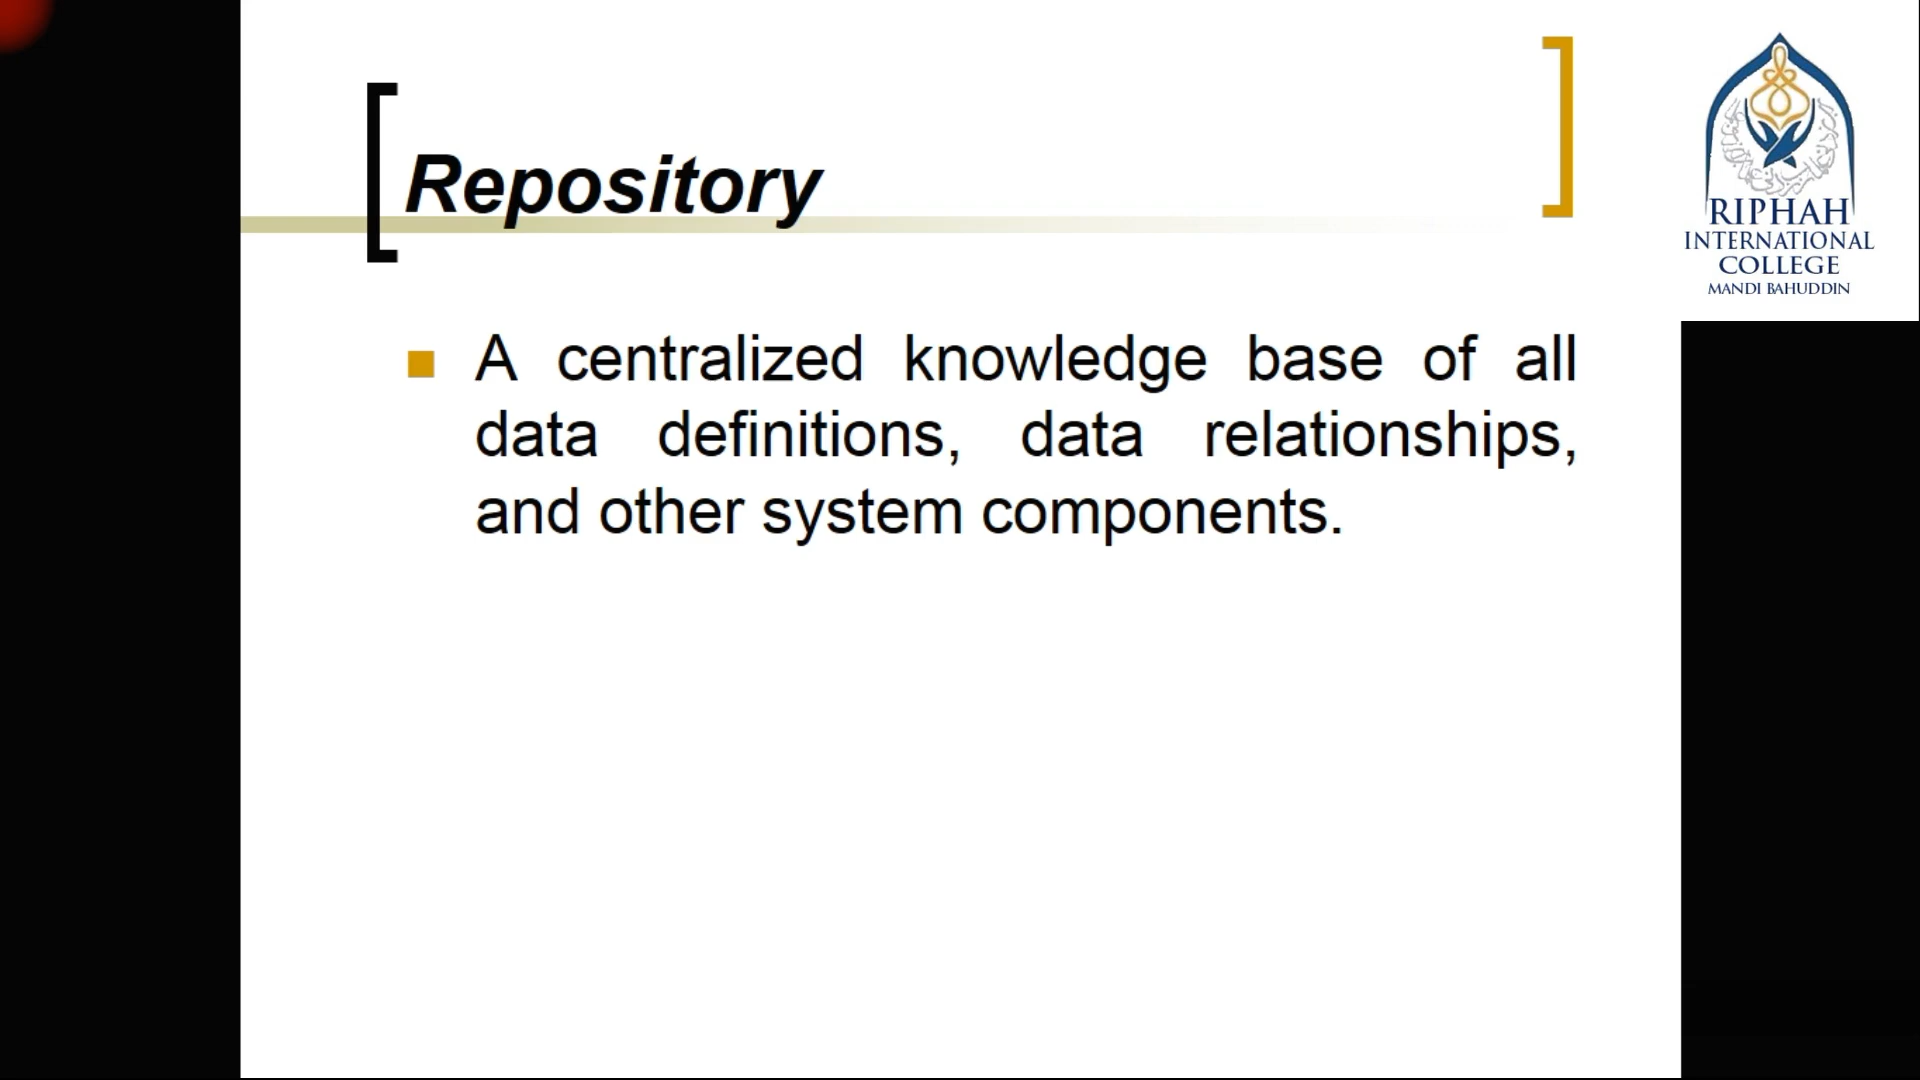 Repository
A centralized knowledge base of all
data definitions, data relationships,
and other system components.
RIPHAH
INTERNATIONAL
COLLEGE
MANDI BAHUDDIN